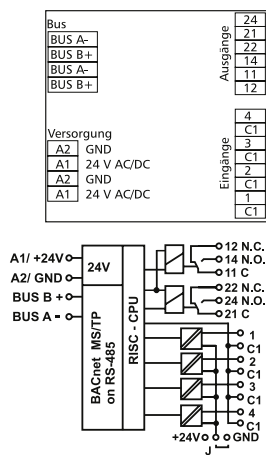 Bus
BUS A-
BUS B+
BUS A-
BUS B+
Versorgung
A2 GND
A1 24 V AC/DC
A2 GND
A1 24 V AC/DC
Ausgänge
24
21
22
14
11
12
Eingänge
4
C1
3
C1
2
C1
1
C1
A1/ +24V
A2/ GND
BUS B +
BUS A -
24V
BACnet MS/TP
on RS-485
RISC - CPU
12 N.C.
14 N.O.
11 C
22 N.C.
24 N.O.
21 C
1
C1
2
C1
3
C1
4
C1
+24V GND
J